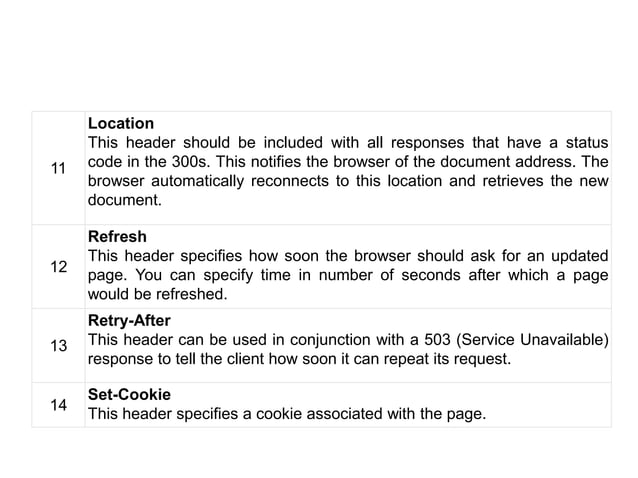 Location
This header should be included with all responses that have a status
code in the 300s. This notifies the browser of the document address. The
11
browser automatically reconnects to this location and retrieves the new
document.
Refresh
This header specifies how soon the browser should ask for an updated
12
page. You can specify time in number of seconds after which a page
would be refreshed.
Retry-After
This header can be used in conjunction with a 503 (Service Unavailable)
13
response to tell the client how soon it can repeat its request.
14
Set-Cookie
This header specifies a cookie associated with the page.